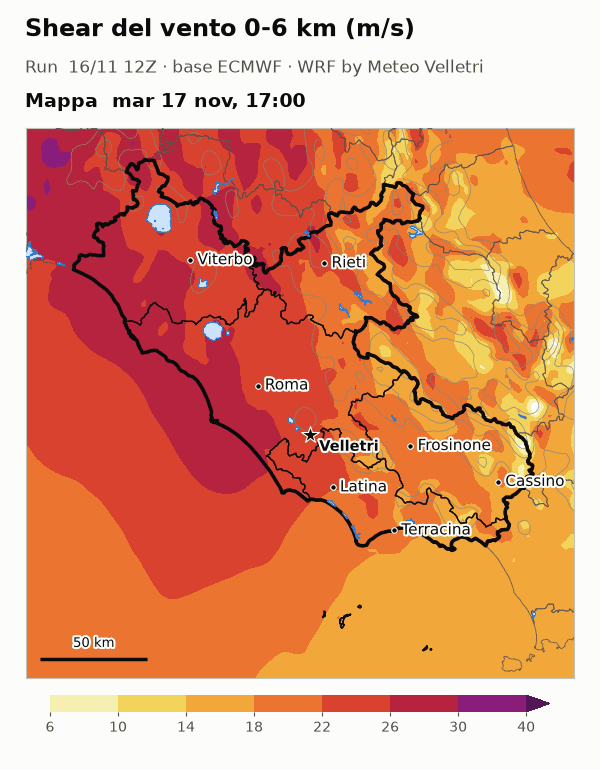 Shear del vento 0-6 km (m/s)
Run  16/11 12Z · base ECMWF · WRF by Meteo Velletri
Mappa  mar 17 nov, 17:00
Viterbo
Rieti
Roma
Velletri
Frosinone
Latina
Cassino
Terracina
50 km
6 10 14 18 22 26 30 40